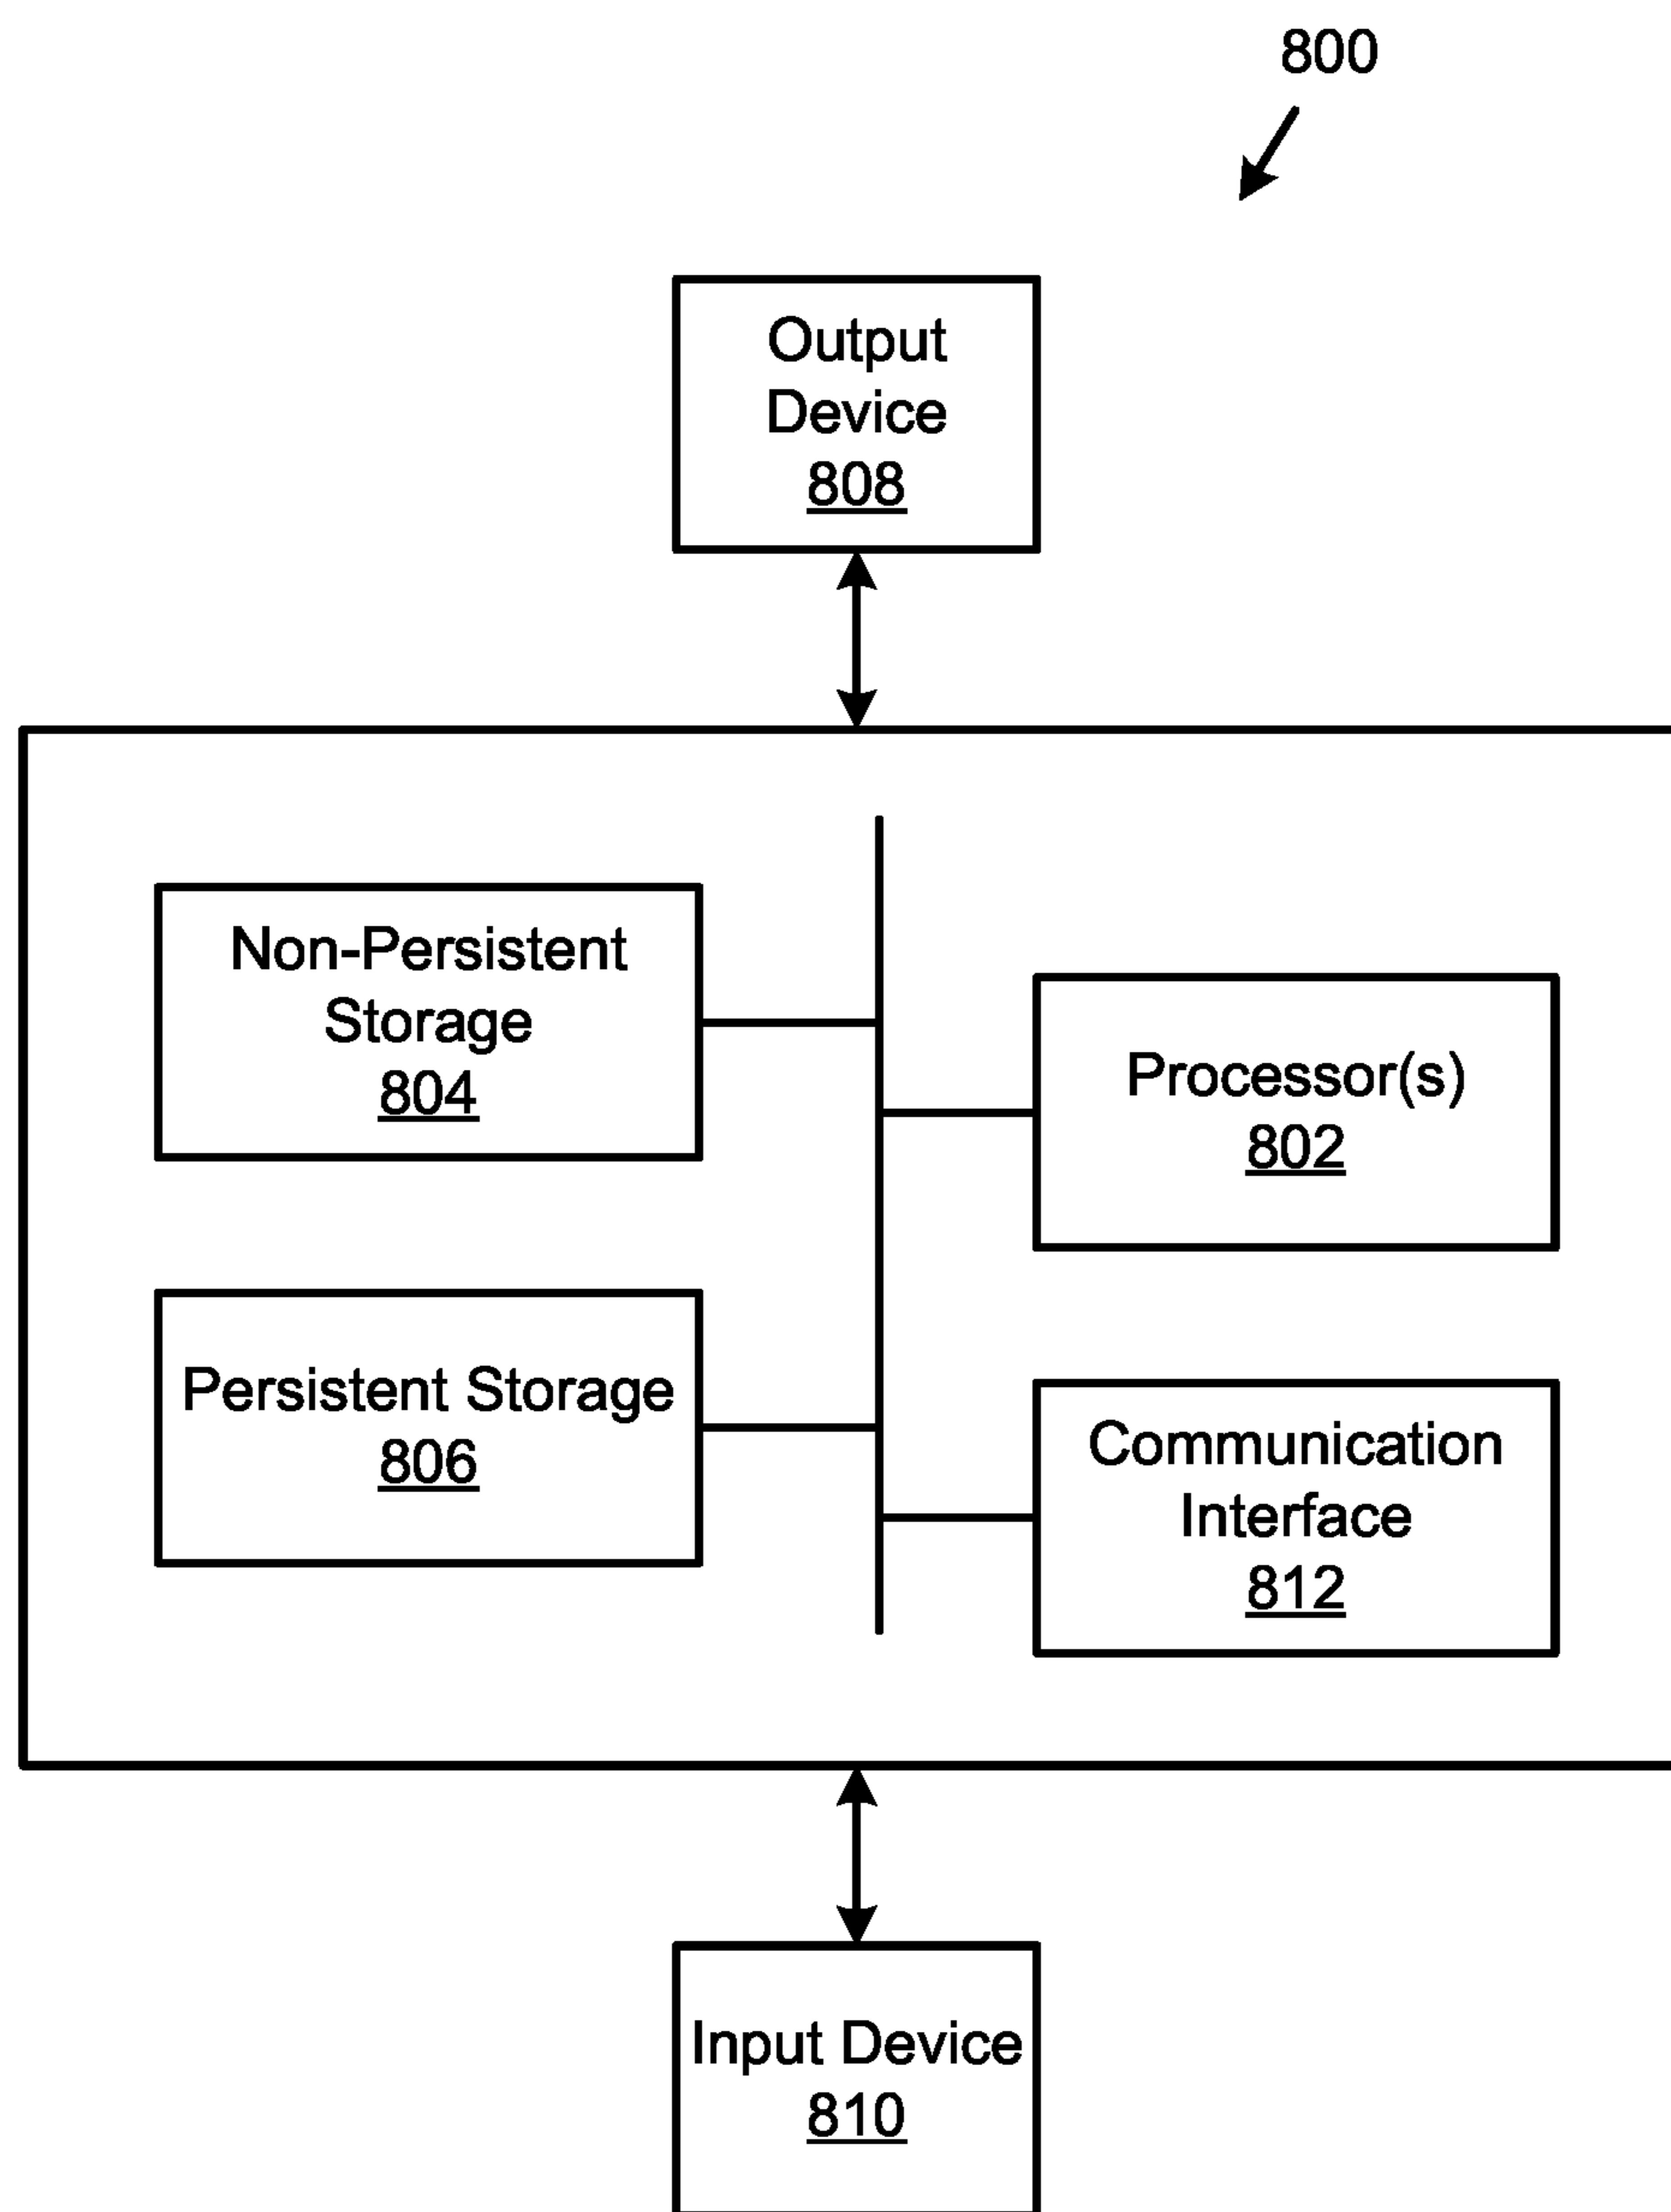 800
Output
Device
808
Non-Persistent
Storage
804
Processor(s)
802
Persistent Storage
806
Communication
Interface
812
Input Device
810